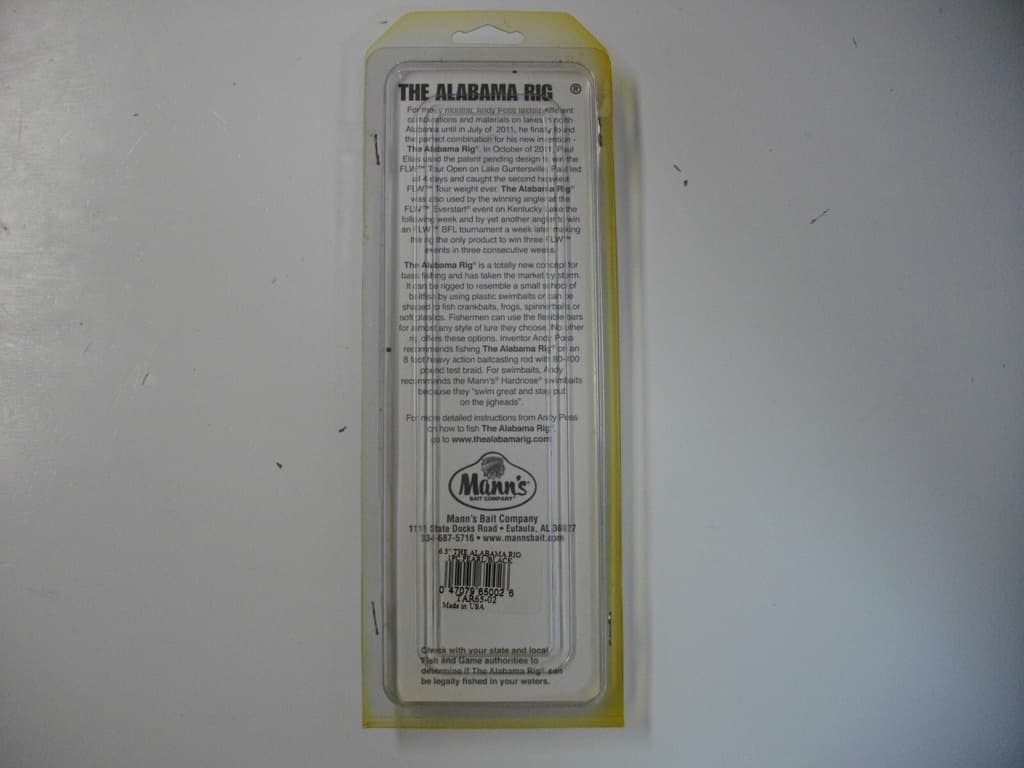 THE ALABAMA RIG ®
For many months, Andy Poss tested different
combinations and materials on lakes in north
Alabama until in July of 2011, he finally found
the perfect combination for his new invention -
The Alabama Rig®. In October of 2011, Paul
Elias used the patent pending design to win the
FLW™ Tour Open on Lake Guntersville. Paul led
all 4 days and caught the second heaviest
FLW™ Tour weight ever. The Alabama Rig®
was also used by the winning angler at the
FLW™ Everstart® event on Kentucky Lake the
following week and by yet another angler to win
an FLW™ BFL tournament a week later making
the rig the only product to win three FLW™
events in three consecutive weeks.
The Alabama Rig® is a totally new concept for
bass fishing and has taken the market by storm.
It can be rigged to resemble a small school of
baitfish by using plastic swimbaits or can be
shaped to fish crankbaits, frogs, spinnerbaits or
soft plastics. Fishermen can use the flexible bars
for almost any style of lure they choose. No other
rig offers these options. Inventor Andy Poss
recommends fishing The Alabama Rig® on an
8 foot heavy action baitcasting rod with 80-100
pound test braid. For swimbaits, Andy
recommends the Mann's® Hardnose® swimbaits
because they "swim great and stay put
on the jigheads".
For more detailed instructions from Andy Poss
on how to fish The Alabama Rig®,
go to www.thealabamarig.com
Mann's®
BAIT COMPANY
Mann's Bait Company
1111 State Docks Road • Eufaula, AL 36027
334-687-5716 • www.mannsbait.com
6.5" THE ALABAMA RIG
1PC PEARL/BLACK
0 47079 65002 6
TAR65-02
Made in USA
Check with your state and local
Fish and Game authorities to
determine if The Alabama Rig® can
be legally fished in your waters.